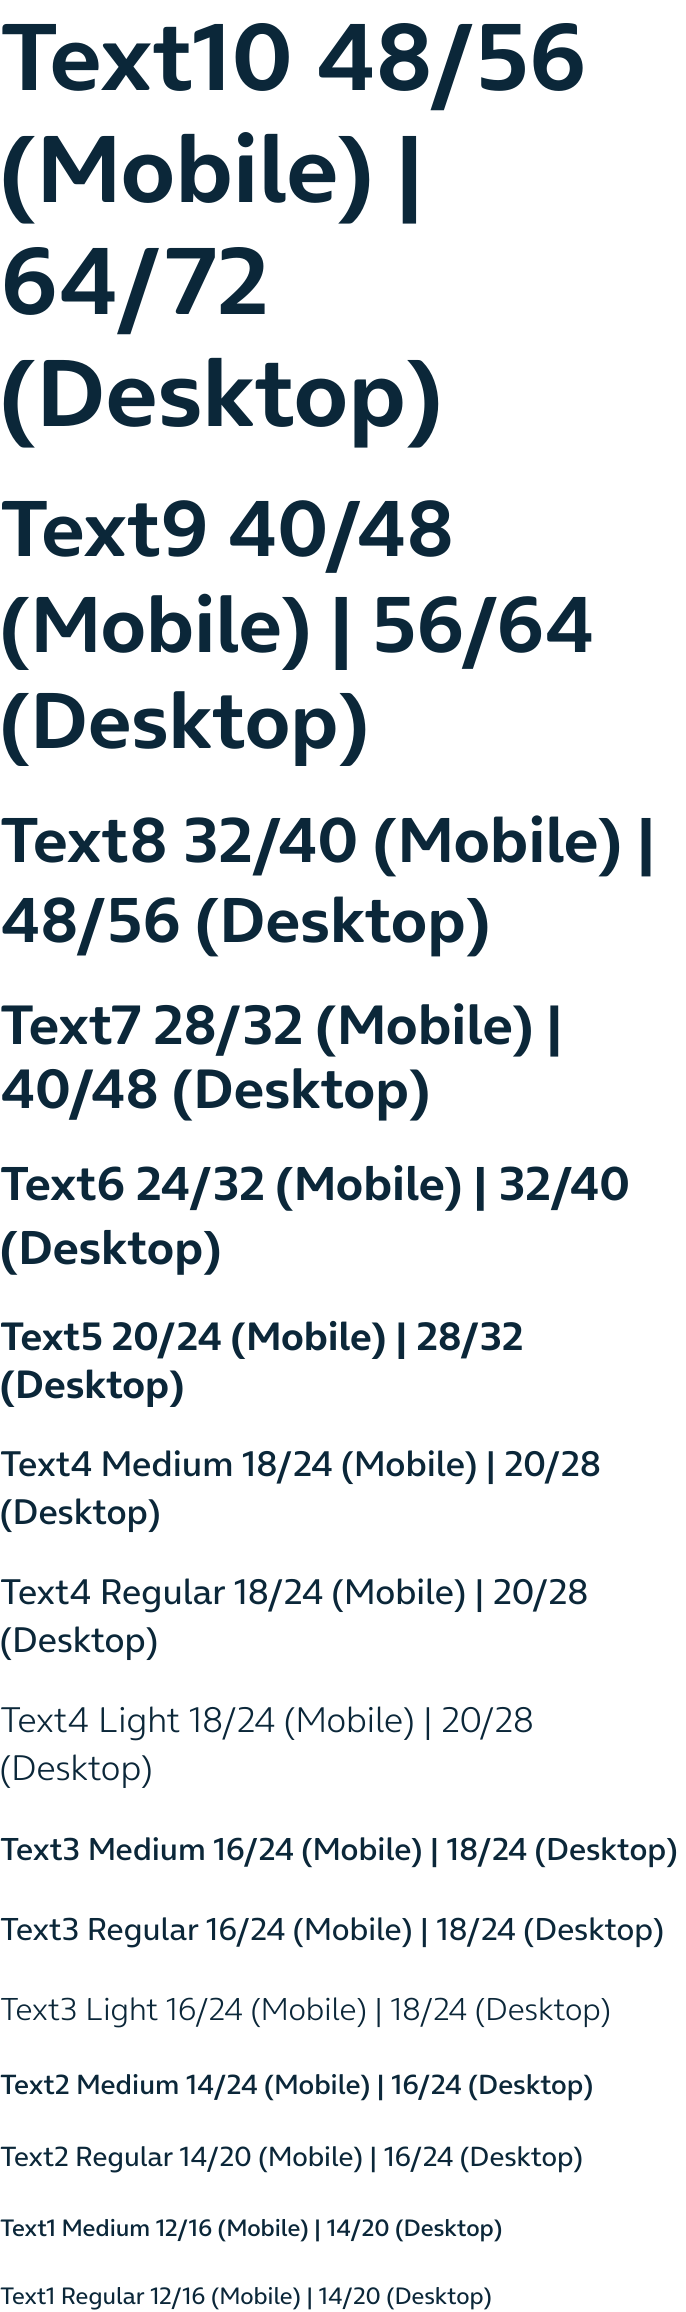 Text10 48/56
(Mobile) |
64/72
(Desktop)
Text9 40/48
(Mobile) | 56/64
(Desktop)
Text8 32/40 (Mobile) |
48/56 (Desktop)
Text7 28/32 (Mobile) |
40/48 (Desktop)
Text6 24/32 (Mobile) | 32/40
(Desktop)
Text5 20/24 (Mobile) | 28/32
(Desktop)
Text4 Medium 18/24 (Mobile) | 20/28
(Desktop)
Text4 Regular 18/24 (Mobile) | 20/28
(Desktop)
Text4 Light 18/24 (Mobile) | 20/28
(Desktop)
Text3 Medium 16/24 (Mobile) | 18/24 (Desktop)
Text3 Regular 16/24 (Mobile) | 18/24 (Desktop)
Text3 Light 16/24 (Mobile) | 18/24 (Desktop)
Text2 Medium 14/24 (Mobile) | 16/24 (Desktop)
Text2 Regular 14/20 (Mobile) | 16/24 (Desktop)
Text1 Medium 12/16 (Mobile) | 14/20 (Desktop)
Text1 Regular 12/16 (Mobile) | 14/20 (Desktop)